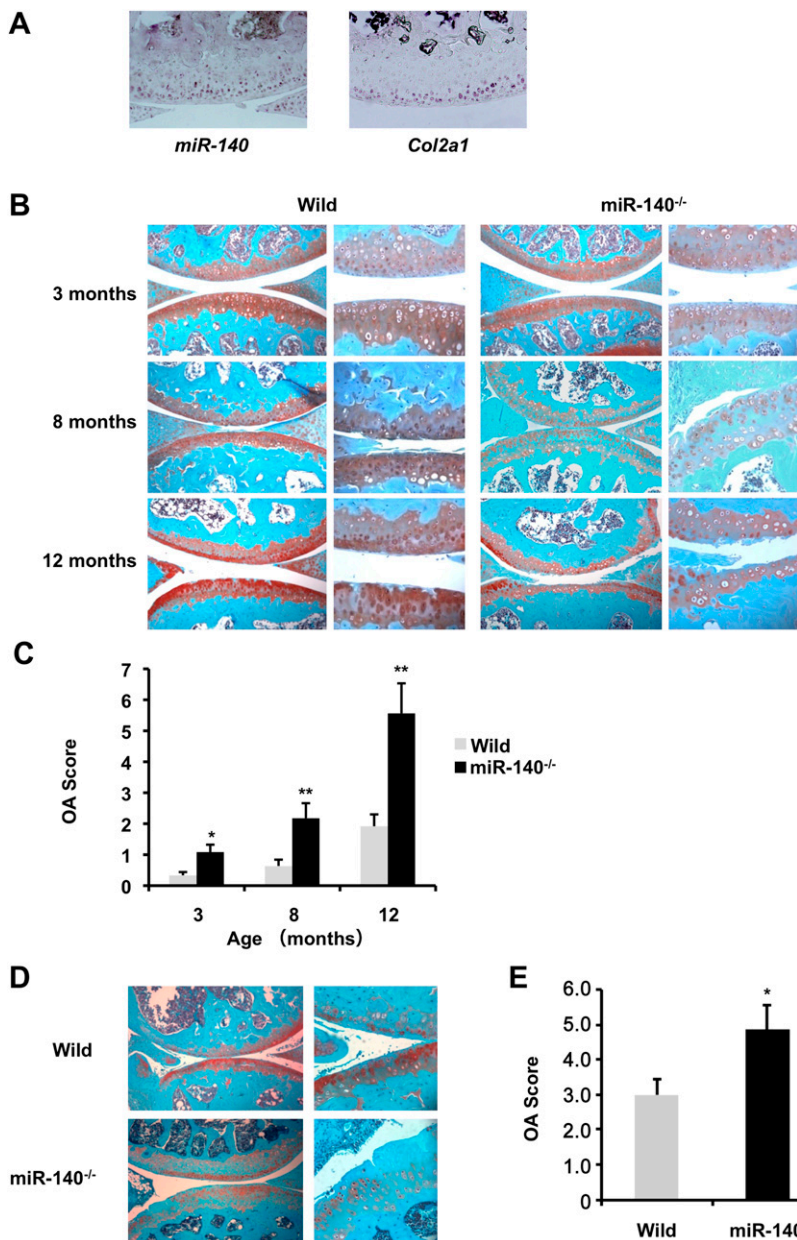 A
miR-140
Col2a1
B
Wild
miR-140-/-
3 months
8 months
12 months
C
7
6
5
4
3
2
1
0
OA Score
*
**
**
Wild
miR-140-/-
3
8
12
Age (months)
D
Wild
miR-140-/-
E
6.0
5.0
4.0
3.0
2.0
1.0
0
OA Score
*
Wild
miR-140